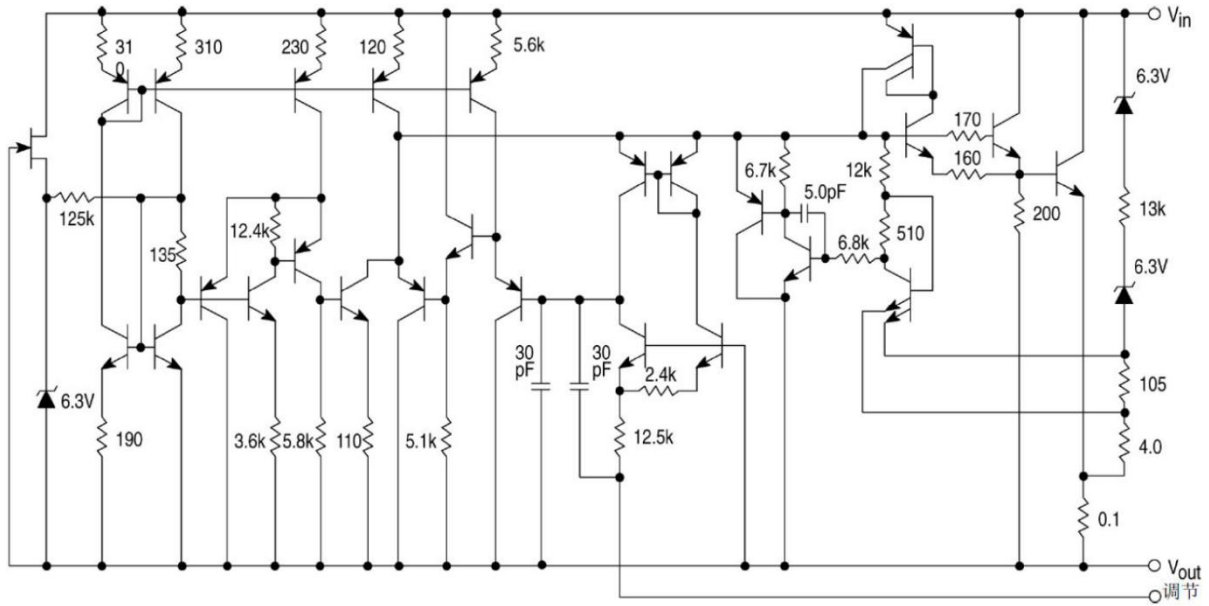 31
0
310
230
120
5.6k
V in
6.3V
170
160
6.7k
12k
5.0pF
125k
12.4k
6.8k
510
200
13k
135
6.3V
30
pF
30
pF
2.4k
105
6.3V
190
3.6k
5.8k
110
5.1k
12.5k
4.0
0.1
V out
调节